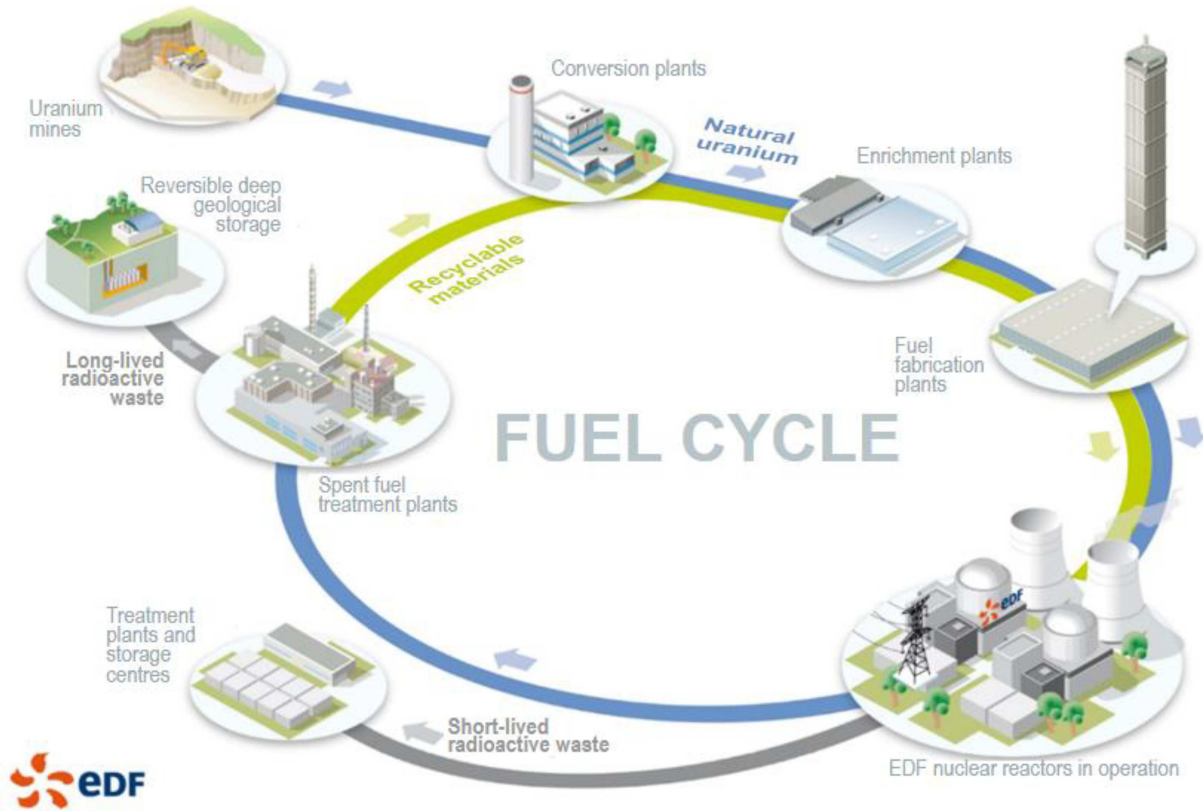 Uranium
mines
Conversion plants
Natural
uranium
Enrichment plants
Reversible deep
geological
storage
Recyclable
materials
Long-lived
radioactive
waste
Fuel
fabrication
plants
FUEL CYCLE
Spent fuel
treatment plants
eDF
Treatment
plants and
storage
centres
Short-lived
radioactive waste
EDF nuclear reactors in operation
eDF